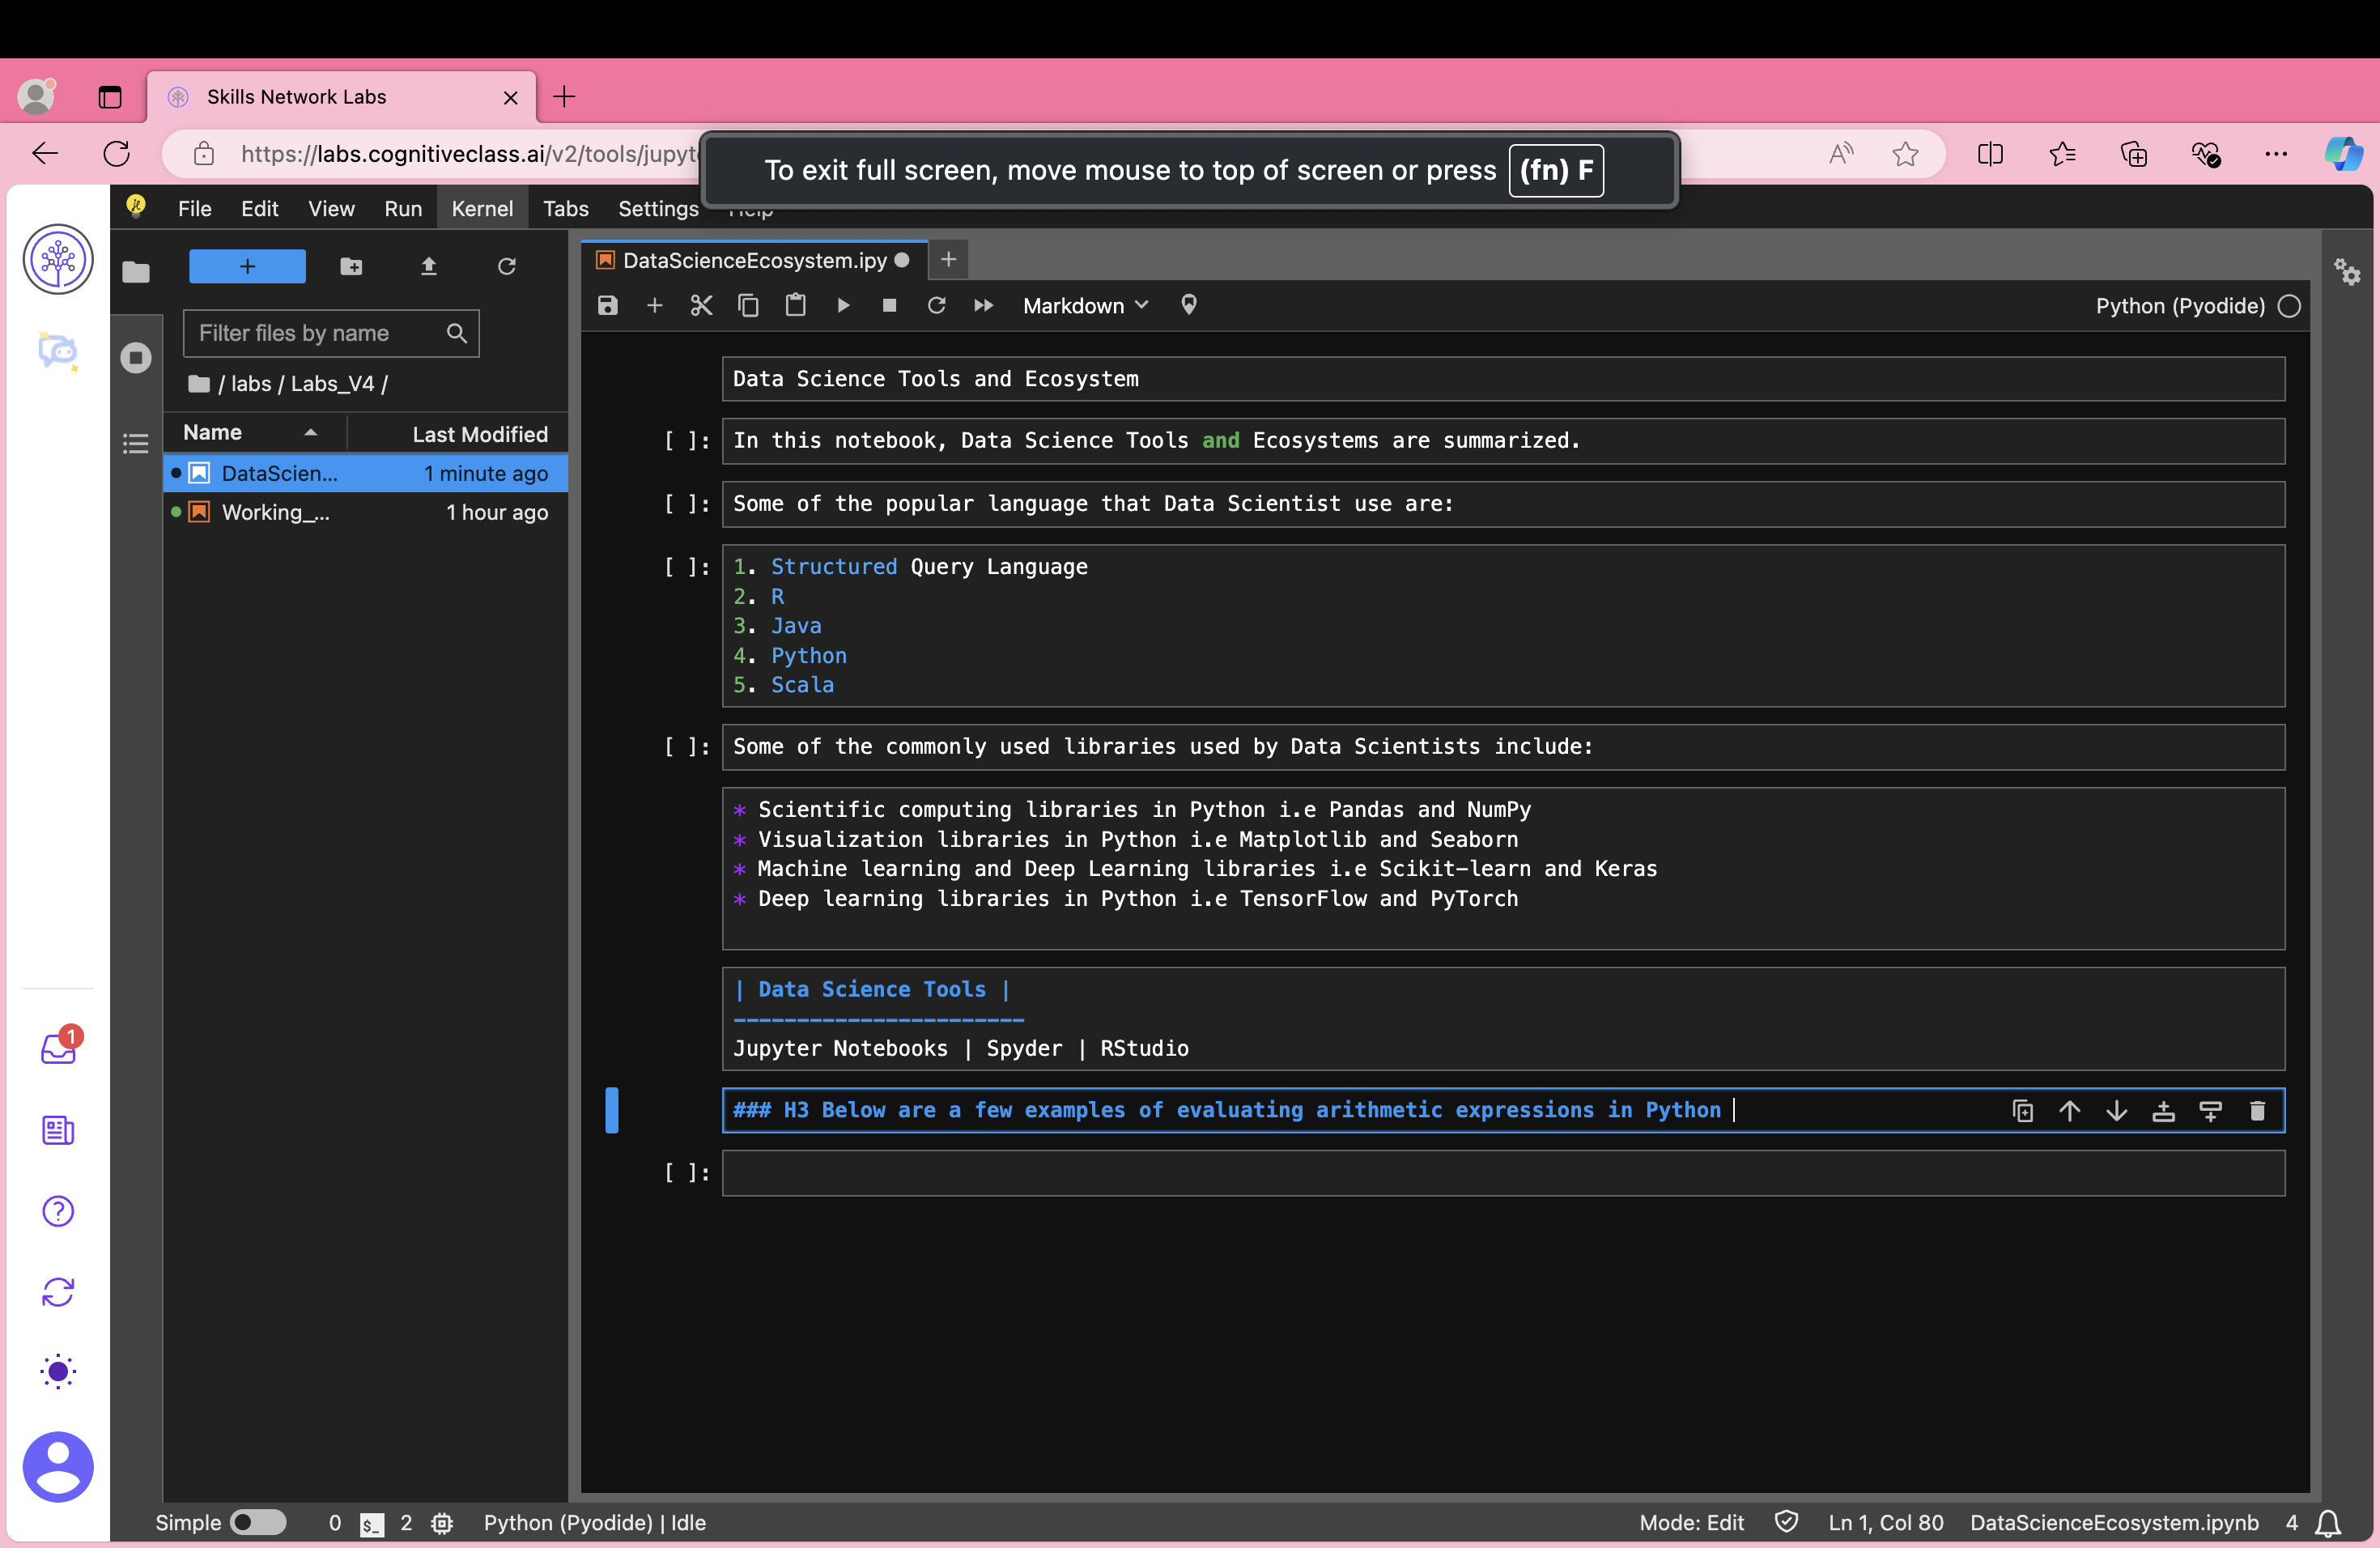 Skills Network Labs
https://labs.cognitiveclass.ai/v2/tools/jupyt
To exit full screen, move mouse to top of screen or press (fn) F
File Edit View Run Kernel Tabs Settings Help
+
DataScienceEcosystem.ipy
Markdown
Python (Pyodide)
Filter files by name
/ labs / Labs_V4 /
Name Last Modified
DataScien... 1 minute ago
Working_... 1 hour ago
Data Science Tools and Ecosystem
[ ]: In this notebook, Data Science Tools and Ecosystems are summarized.
[ ]: Some of the popular language that Data Scientist use are:
[ ]: 1. Structured Query Language
2. R
3. Java
4. Python
5. Scala
[ ]: Some of the commonly used libraries used by Data Scientists include:
* Scientific computing libraries in Python i.e Pandas and NumPy
* Visualization libraries in Python i.e Matplotlib and Seaborn
* Machine learning and Deep Learning libraries i.e Scikit-learn and Keras
* Deep learning libraries in Python i.e TensorFlow and PyTorch
| Data Science Tools |
-----------------------
Jupyter Notebooks | Spyder | RStudio
### H3 Below are a few examples of evaluating arithmetic expressions in Python
[ ]:
1
Simple 0 $_ 2 Python (Pyodide) | Idle Mode: Edit Ln 1, Col 80 DataScienceEcosystem.ipynb 4